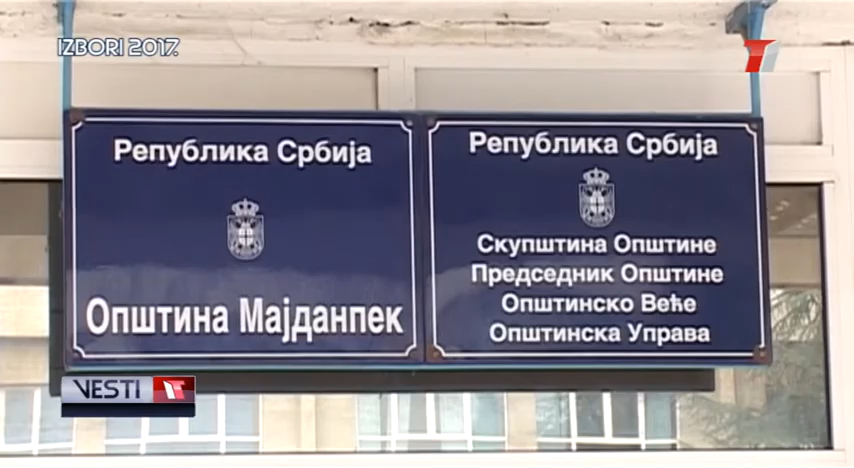 IZBORI 2017.
Република Србија
Општина Мајданпек
Република Србија
Скупштина Општине
Председник Општине
Општинско Веће
Општинска Управа
VESTI